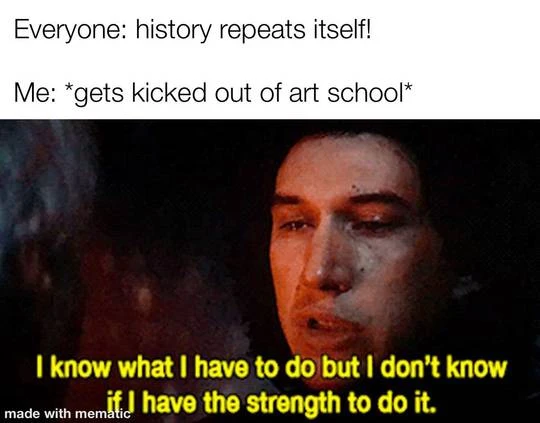 Everyone: history repeats itself!
Me: *gets kicked out of art school*
I know what I have to do but I don't know
if I have the strength to do it.
made with mematic